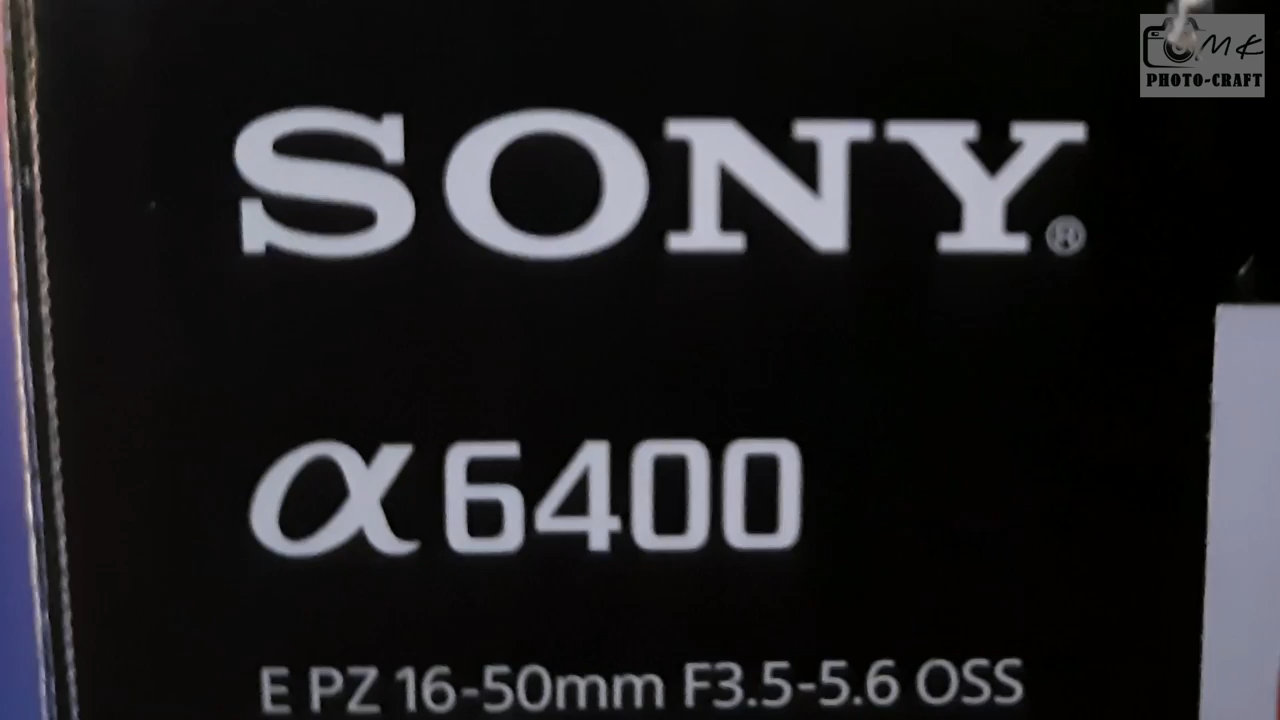 SONY®
α6400
E PZ 16-50mm F3.5-5.6 OSS
MK
PHOTO-CRAFT